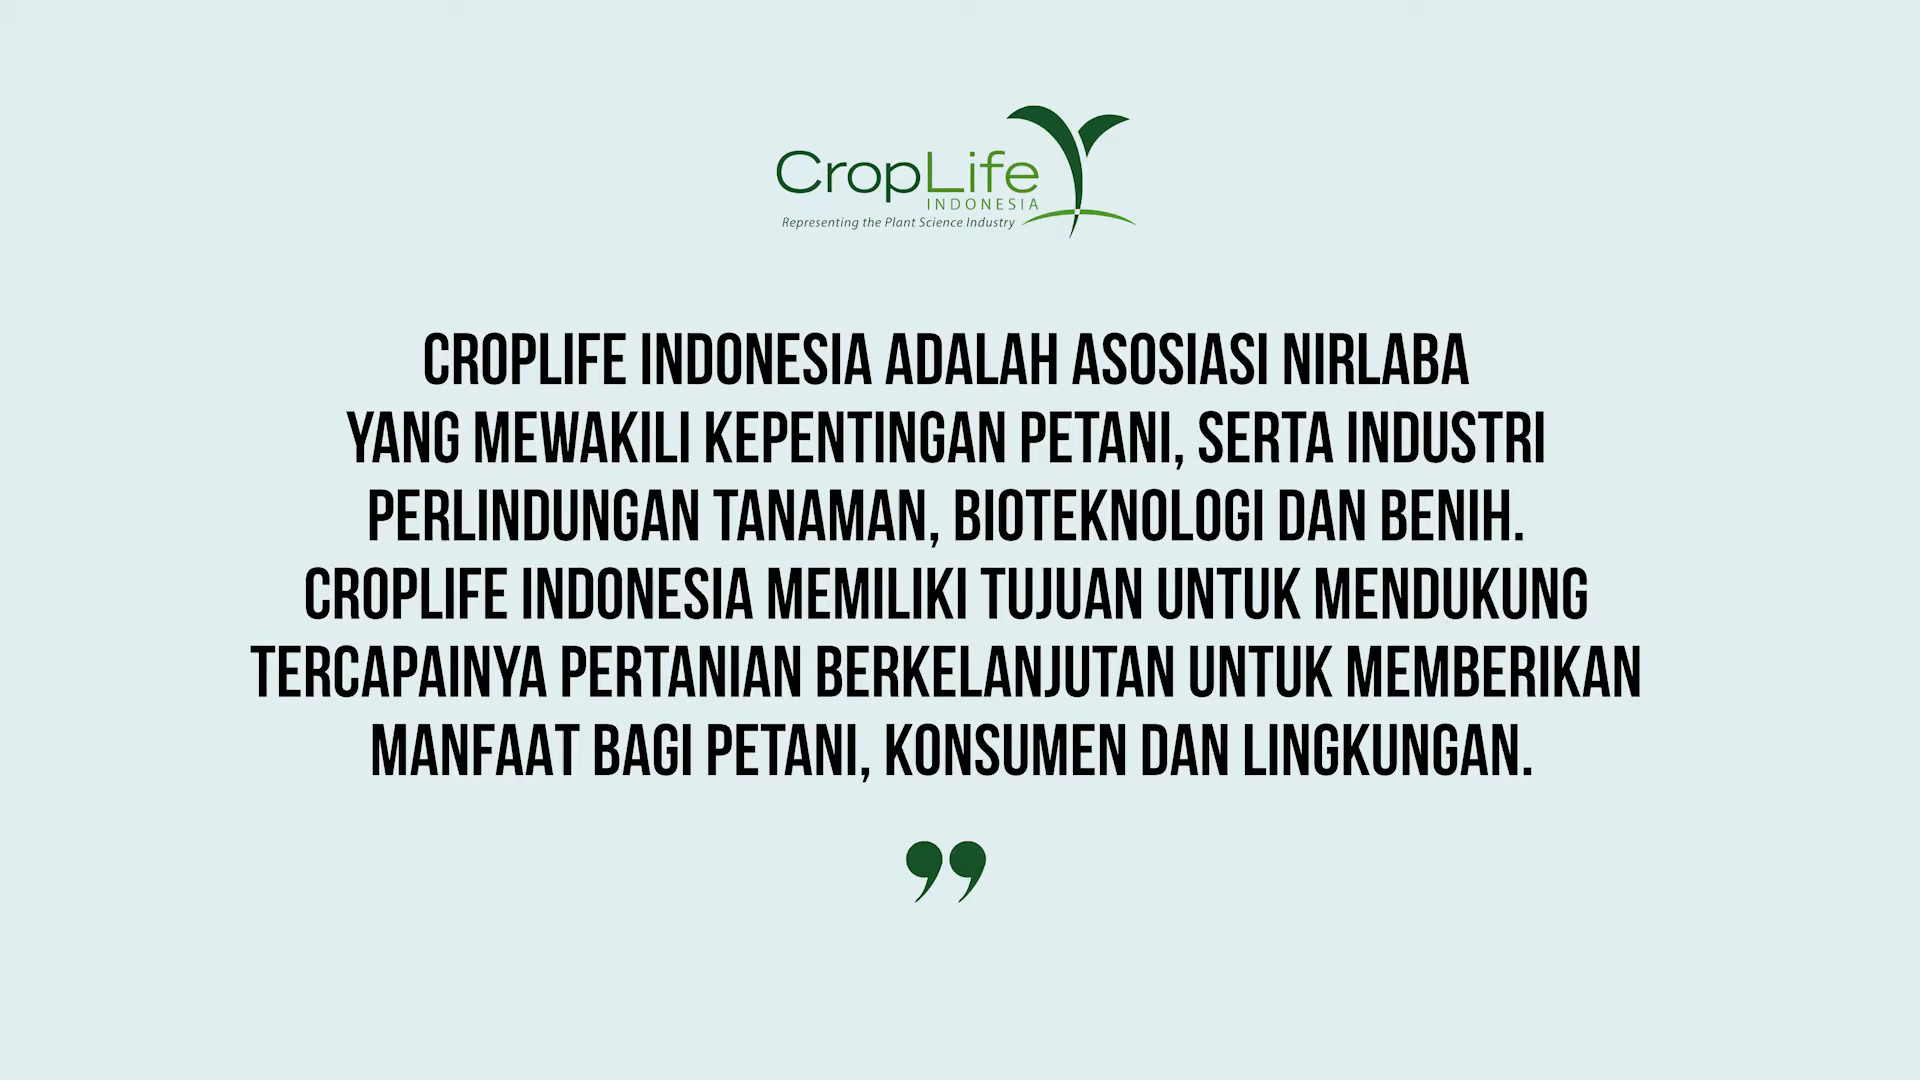 CropLife
INDONESIA
Representing the Plant Science Industry
CROPLIFE INDONESIA ADALAH ASOSIASI NIRLABA
YANG MEWAKILI KEPENTINGAN PETANI, SERTA INDUSTRI
PERLINDUNGAN TANAMAN, BIOTEKNOLOGI DAN BENIH.
CROPLIFE INDONESIA MEMILIKI TUJUAN UNTUK MENDUKUNG
TERCAPAINYA PERTANIAN BERKELANJUTAN UNTUK MEMBERIKAN
MANFAAT BAGI PETANI, KONSUMEN DAN LINGKUNGAN.
”